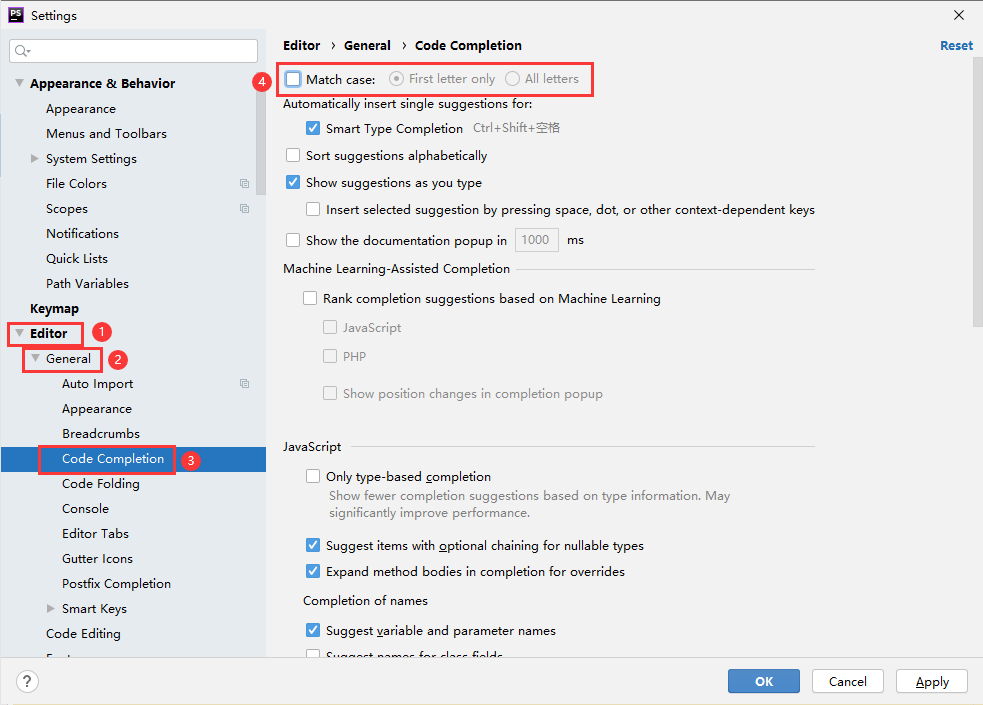 PS Settings
Editor › General › Code Completion
Reset
Appearance & Behavior
Appearance
Menus and Toolbars
System Settings
File Colors
Scopes
Notifications
Quick Lists
Path Variables
Keymap
Editor 1
General 2
Auto Import
Appearance
Breadcrumbs
Code Completion 3
Code Folding
Console
Editor Tabs
Gutter Icons
Postfix Completion
Smart Keys
Code Editing
4 Match case: First letter only All letters
Automatically insert single suggestions for:
Smart Type Completion Ctrl+Shift+空格
Sort suggestions alphabetically
Show suggestions as you type
Insert selected suggestion by pressing space, dot, or other context-dependent keys
Show the documentation popup in 1000 ms
Machine Learning-Assisted Completion
Rank completion suggestions based on Machine Learning
JavaScript
PHP
Show position changes in completion popup
JavaScript
Only type-based completion
Show fewer completion suggestions based on type information. May
significantly improve performance.
Suggest items with optional chaining for nullable types
Expand method bodies in completion for overrides
Completion of names
Suggest variable and parameter names
Suggest names for class fields
? OK Cancel Apply